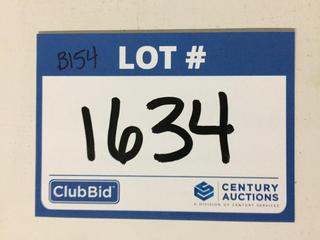 B154 LOT #
1634
ClubBid
CENTURY
AUCTIONS
A DIVISION OF CENTURY SERVICES